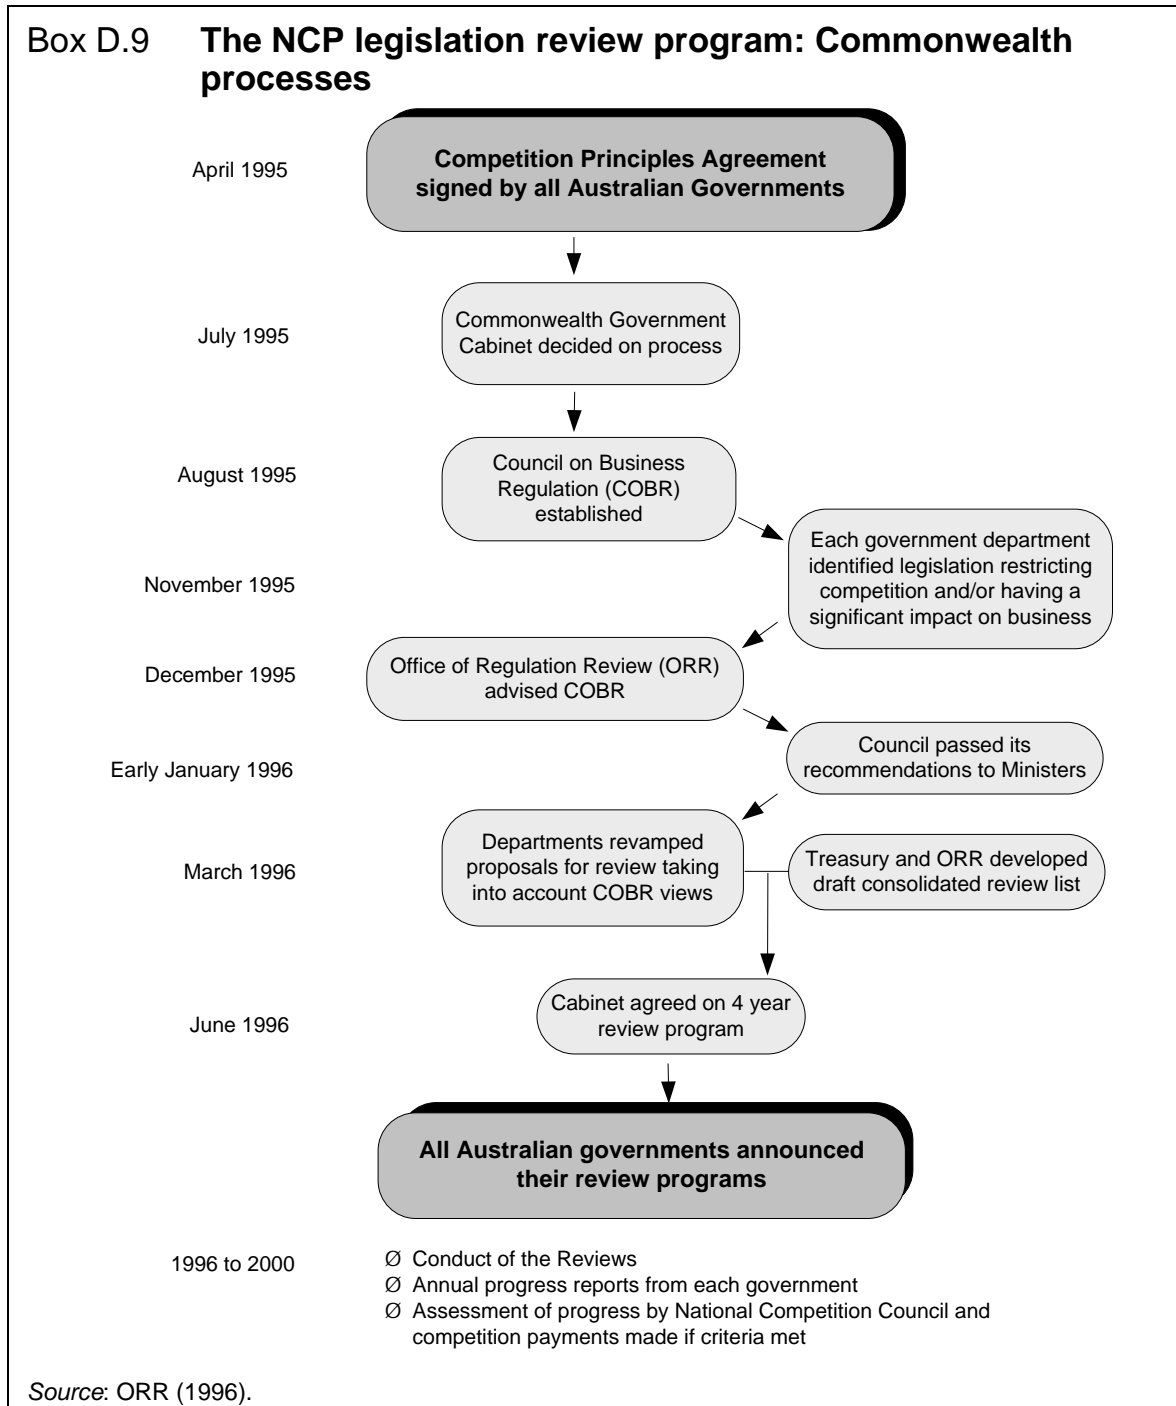 Box D.9 The NCP legislation review program: Commonwealth
processes
April 1995
Competition Principles Agreement
signed by all Australian Governments
July 1995
Commonwealth Government
Cabinet decided on process
August 1995
Council on Business
Regulation (COBR)
established
November 1995
Each government department
identified legislation restricting
competition and/or having a
significant impact on business
December 1995
Office of Regulation Review (ORR)
advised COBR
Early January 1996
Council passed its
recommendations to Ministers
March 1996
Departments revamped
proposals for review taking
into account COBR views
Treasury and ORR developed
draft consolidated review list
June 1996
Cabinet agreed on 4 year
review program
All Australian governments announced
their review programs
1996 to 2000
Ø Conduct of the Reviews
Ø Annual progress reports from each government
Ø Assessment of progress by National Competition Council and
competition payments made if criteria met
Source: ORR (1996).